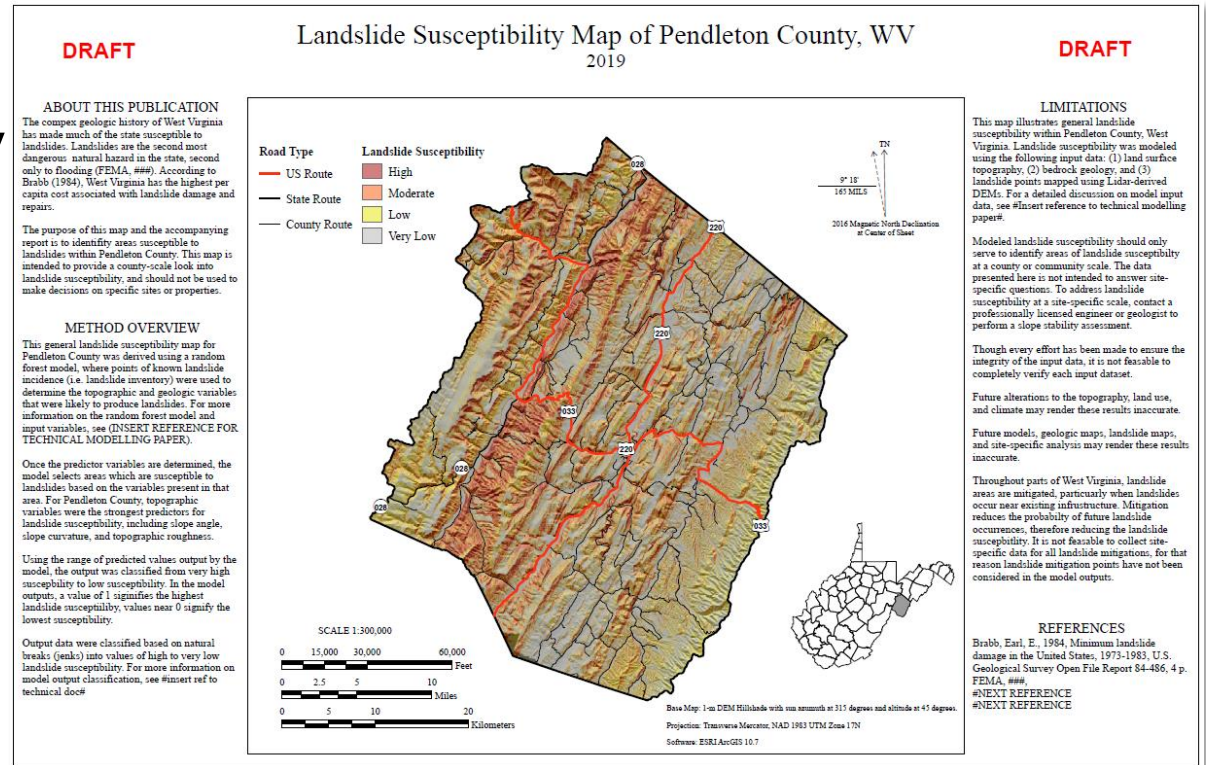 DRAFT
Landslide Susceptibility Map of Pendleton County, WV
2019
DRAFT
ABOUT THIS PUBLICATION
The compex geologic history of West Virginia
has made much of the state susceptible to
landslides. Landslides are the second most
dangerous natural hazard in the state, second
only to flooding (FEMA, ###). According to
Brabb (1984), West Virginia has the highest per
capita cost associated with landslide damage and
repairs.
The purpose of this map and the accompanying
report is to identifity areas susceptible to
landslides within Pendleton County. This map is
intended to provide a county-scale look into
landslide susceptibility, and should not be used to
make decisions on specific sites or properties.
METHOD OVERVIEW
This general landslide susceptibility map for
Pendleton County was derived using a random
forest model, where points of known landslide
incidence (i.e. landslide inventory) were used to
determine the topographic and geologic variables
that were likely to produce landslides. For more
information on the random forest model and
input variables, see (INSERT REFERENCE FOR
TECHNICAL MODELLING PAPER).
Once the predictor variables are determined, the
model selects areas which are susceptible to
landslides based on the variables present in that
area. For Pendleton County, topographic
variables were the strongest predictors for
landslide susceptibility, including slope angle,
slope curvature, and topographic roughness.
Using the range of predicted values output by the
model, the output was classified from very high
suscepbility to low susceptibility. In the model
outputs, a value of 1 siginifies the highest
landslide susceptiiliby, values near 0 signify the
lowest susceptibility.
Output data were classified based on natural
breaks (jenks) into values of high to very low
landslide susceptibility. For more information on
model output classification, see #insert ref to
technical doc#
Road Type
US Route
State Route
County Route
Landslide Susceptibility
High
Moderate
Low
Very Low
TN
9° 18'
165 MILS
2016 Magnetic North Declination
at Center of Sheet
028
220
220
033
220
028
028
033
SCALE 1:300,000
0 15,000 30,000 60,000
Feet
0 2.5 5 10
Miles
0 5 10 20
Kilometers
Base Map: 1-m DEM Hillshade with sun azumuth at 315 degrees and altitude at 45 degrees.
Projection: Transverse Mercator, NAD 1983 UTM Zone 17N
Software: ESRI ArcGIS 10.7
LIMITATIONS
This map illustrates general landslide
susceptibility within Pendleton County, West
Virginia. Landslide susceptibility was modeled
using the following input data: (1) land surface
topography, (2) bedrock geology, and (3)
landslide points mapped using Lidar-derived
DEMs. For a detailed discussion on model input
data, see #Insert reference to technical modelling
paper#.
Modeled landslide susceptibility should only
serve to identify areas of landslide susceptibilty
at a county or community scale. The data
presented here is not intended to answer site-
specific questions. To address landslide
susceptibility at a site-specific scale, contact a
professionally licensed engineer or geologist to
perform a slope stability assessment.
Though every effort has been made to ensure the
integrity of the input data, it is not feasable to
completely verify each input dataset.
Future alterations to the topography, land use,
and climate may render these results inaccurate.
Future models, geologic maps, landslide maps,
and site-specific analysis may render these results
inaccurate.
Throughout parts of West Virginia, landslide
areas are mitigated, particuarly when landslides
occur near existing infrustructure. Mitigation
reduces the probabilty of future landslide
occurrences, therefore reducing the landslide
suscepbitlity. It is not feasable to collect site-
specific data for all landslide mitigations, for that
reason landslide mitigation points have not been
considered in the model outputs.
REFERENCES
Brabb, Earl, E., 1984, Minimum landslide
damage in the United States, 1973-1983, U.S.
Geological Survey Open File Report 84-486, 4 p.
FEMA, ###,
#NEXT REFERENCE
#NEXT REFERENCE